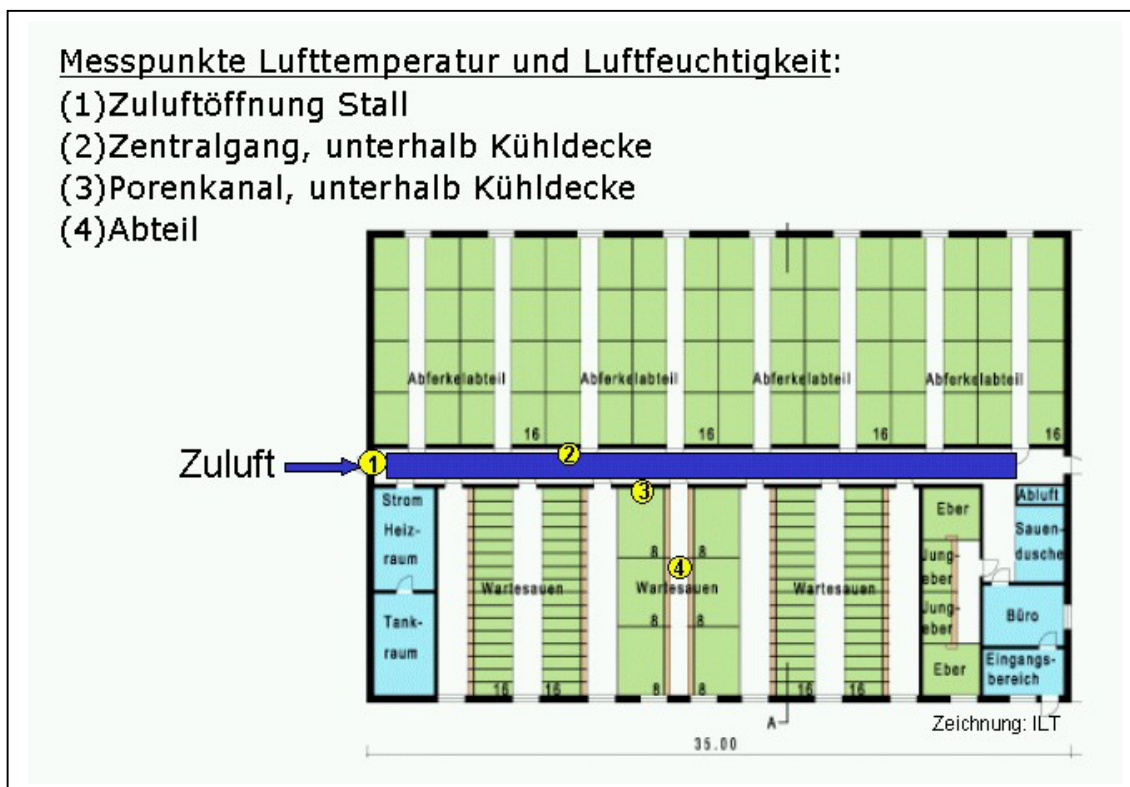 Messpunkte Lufttemperatur und Luftfeuchtigkeit:
(1)Zuluftöffnung Stall
(2)Zentralgang, unterhalb Kühldecke
(3)Porenkanal, unterhalb Kühldecke
(4)Abteil
Abferkelabteil Abferkelabteil Abferkelabteil Abferkelabteil
16 16 16 16
Zuluft
1
2
3
Strom
Heiz-
raum
Tank-
raum
Wartesauen
16 16
8 8
4
Wartesauen
8 8
8 8
Wartesauen
16 16
Eber
Jung-
eber
Jung-
eber
Eber
Abluft
Sauen-
dusche
Büro
Eingangs-
bereich
A
Zeichnung: ILT
35.00